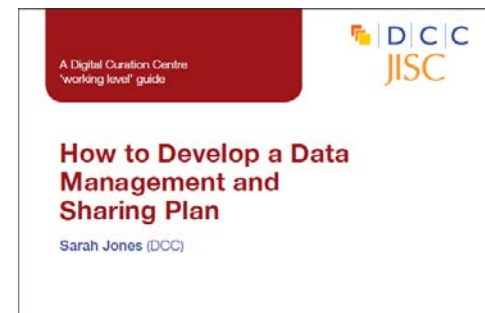 A Digital Curation Centre
'working level' guide
D|C|C
JISC
How to Develop a Data
Management and
Sharing Plan
Sarah Jones (DCC)